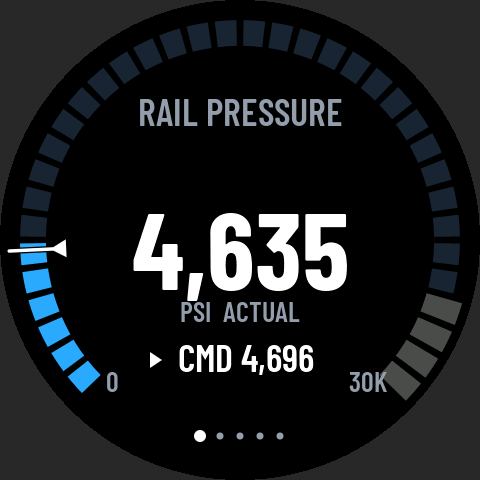 RAIL PRESSURE
4,635
PSI ACTUAL
CMD 4,696
0
30K